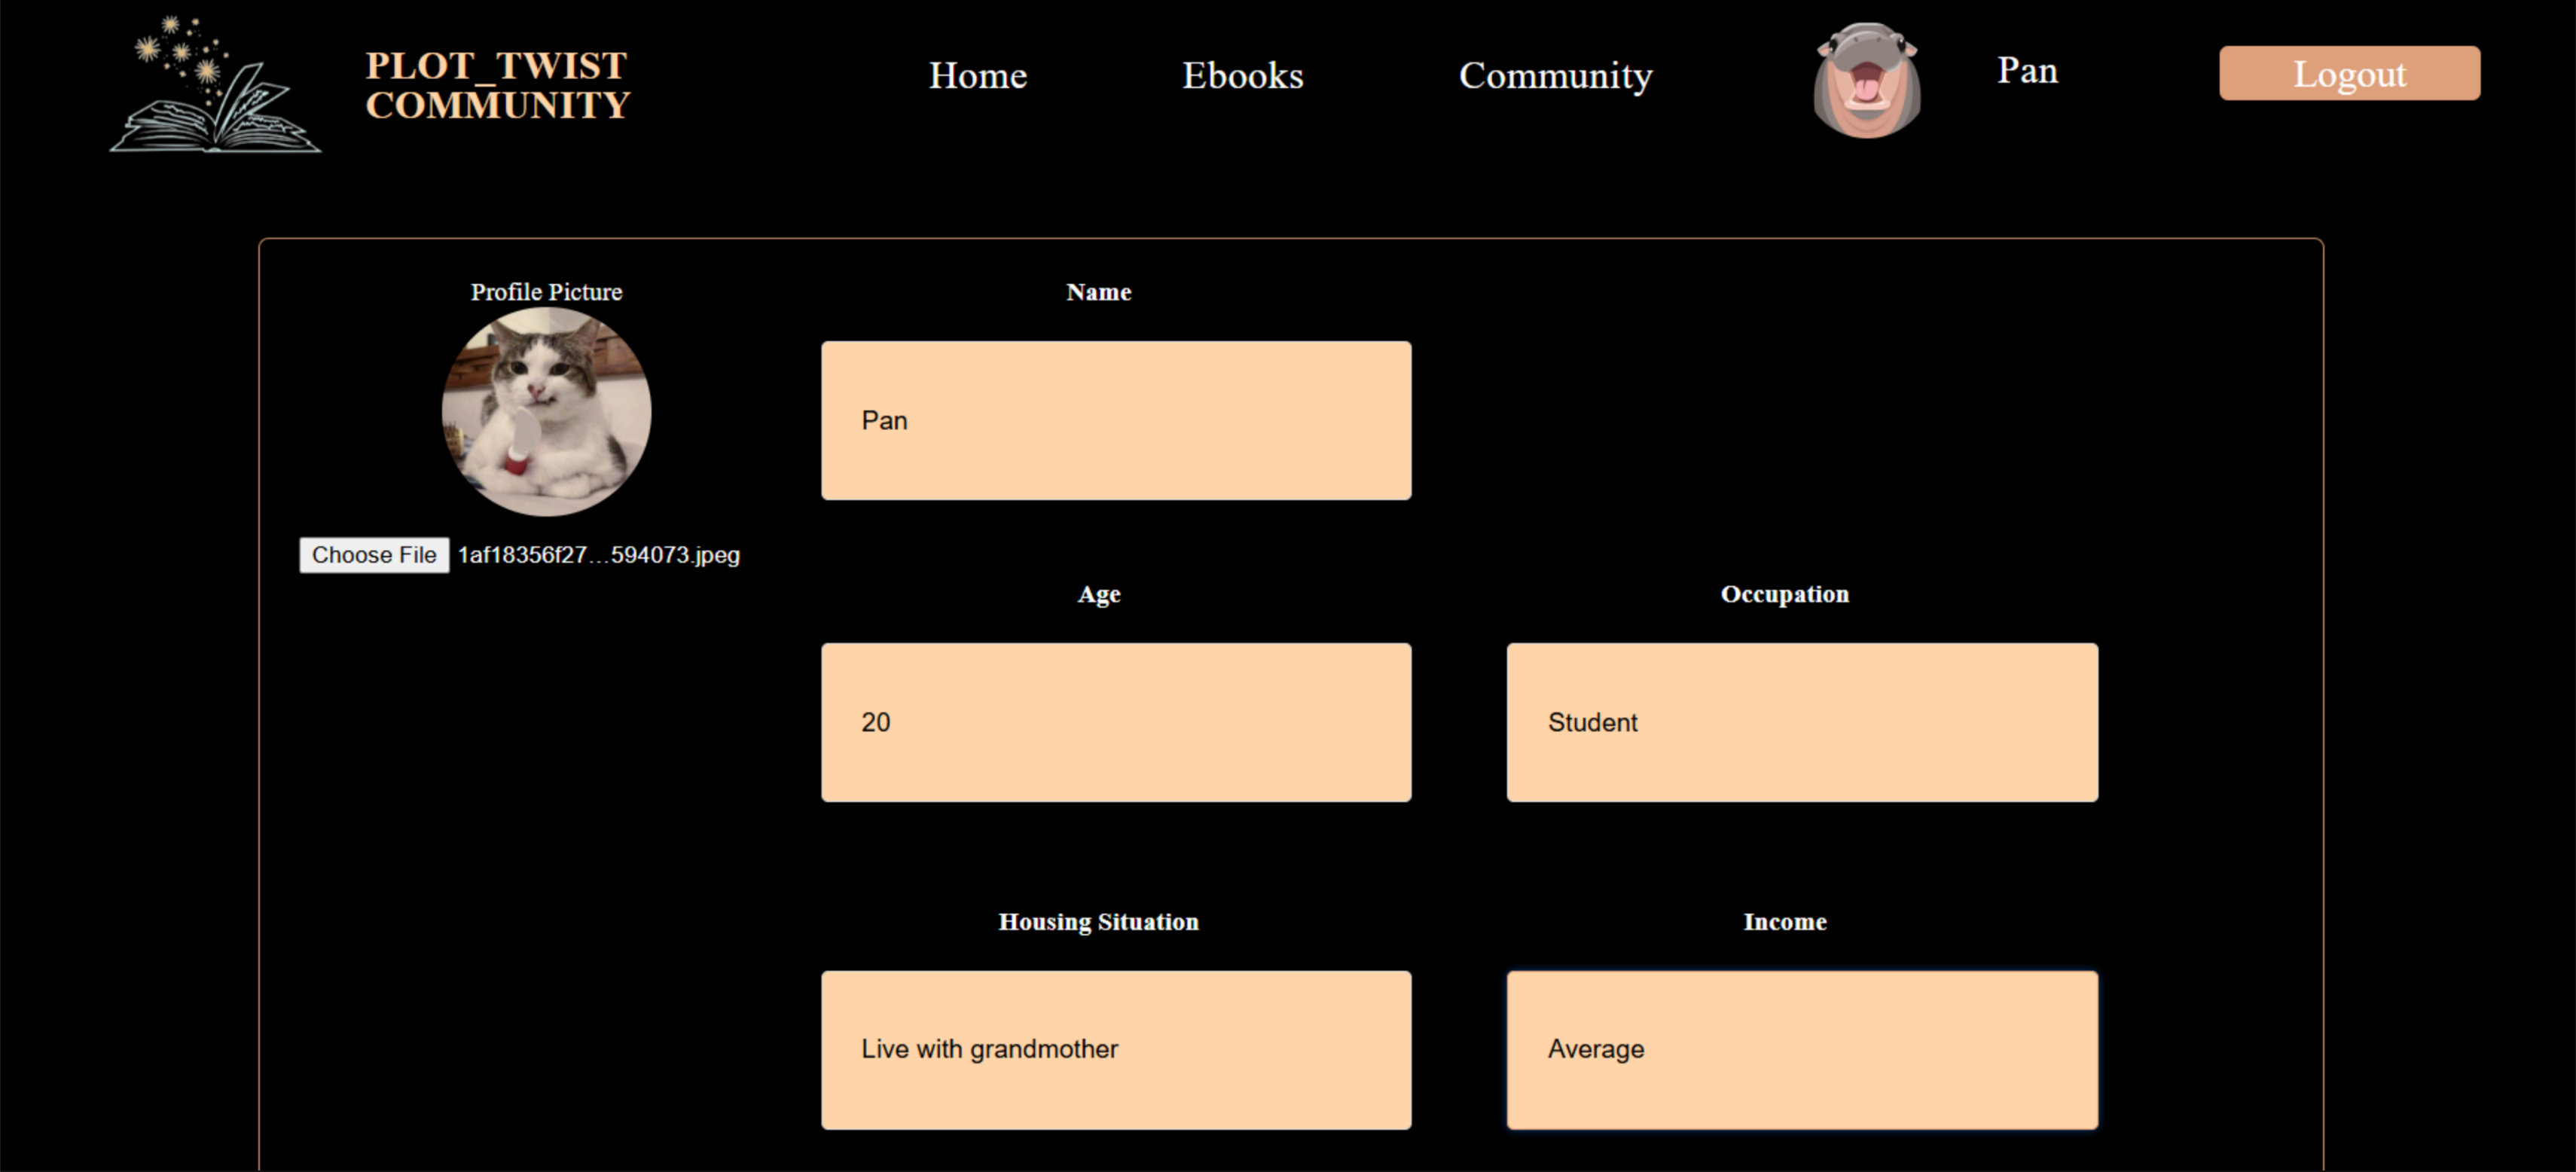 PLOT_TWIST
COMMUNITY
Home
Ebooks
Community
Pan
Logout
Profile Picture
Choose File 1af18356f27...594073.jpeg
Name
Pan
Age
20
Occupation
Student
Housing Situation
Live with grandmother
Income
Average